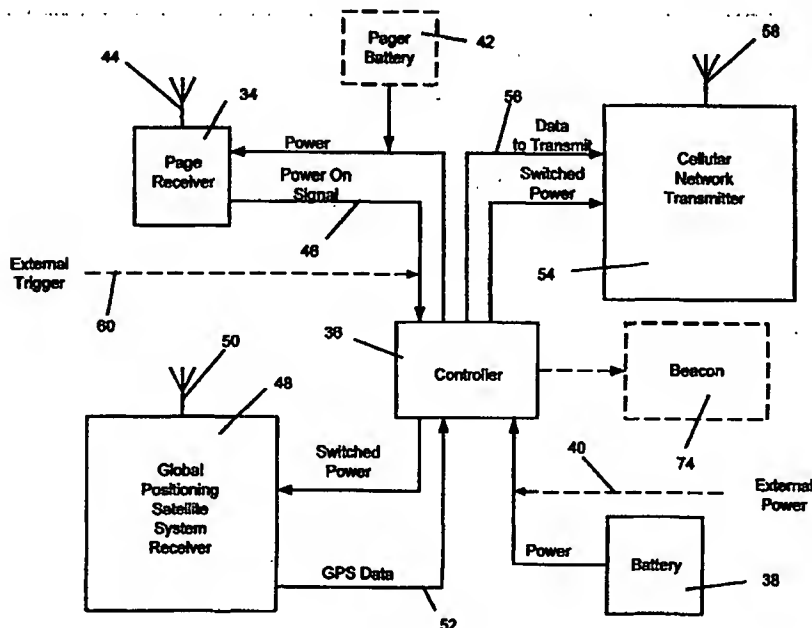 58
44
Pager
Battery
42
34
56
Power
Data
to Transmit
Page
Receiver
Cellular
Network
Transmitter
Power On
Signal
Switched
Power
46
External
Trigger
54
60
36
50
Controller
Beacon
48
Switched
Power
40
74
Global
Positioning
Satellite
System
Receiver
External
Power
Power
Battery
GPS Data
38
52